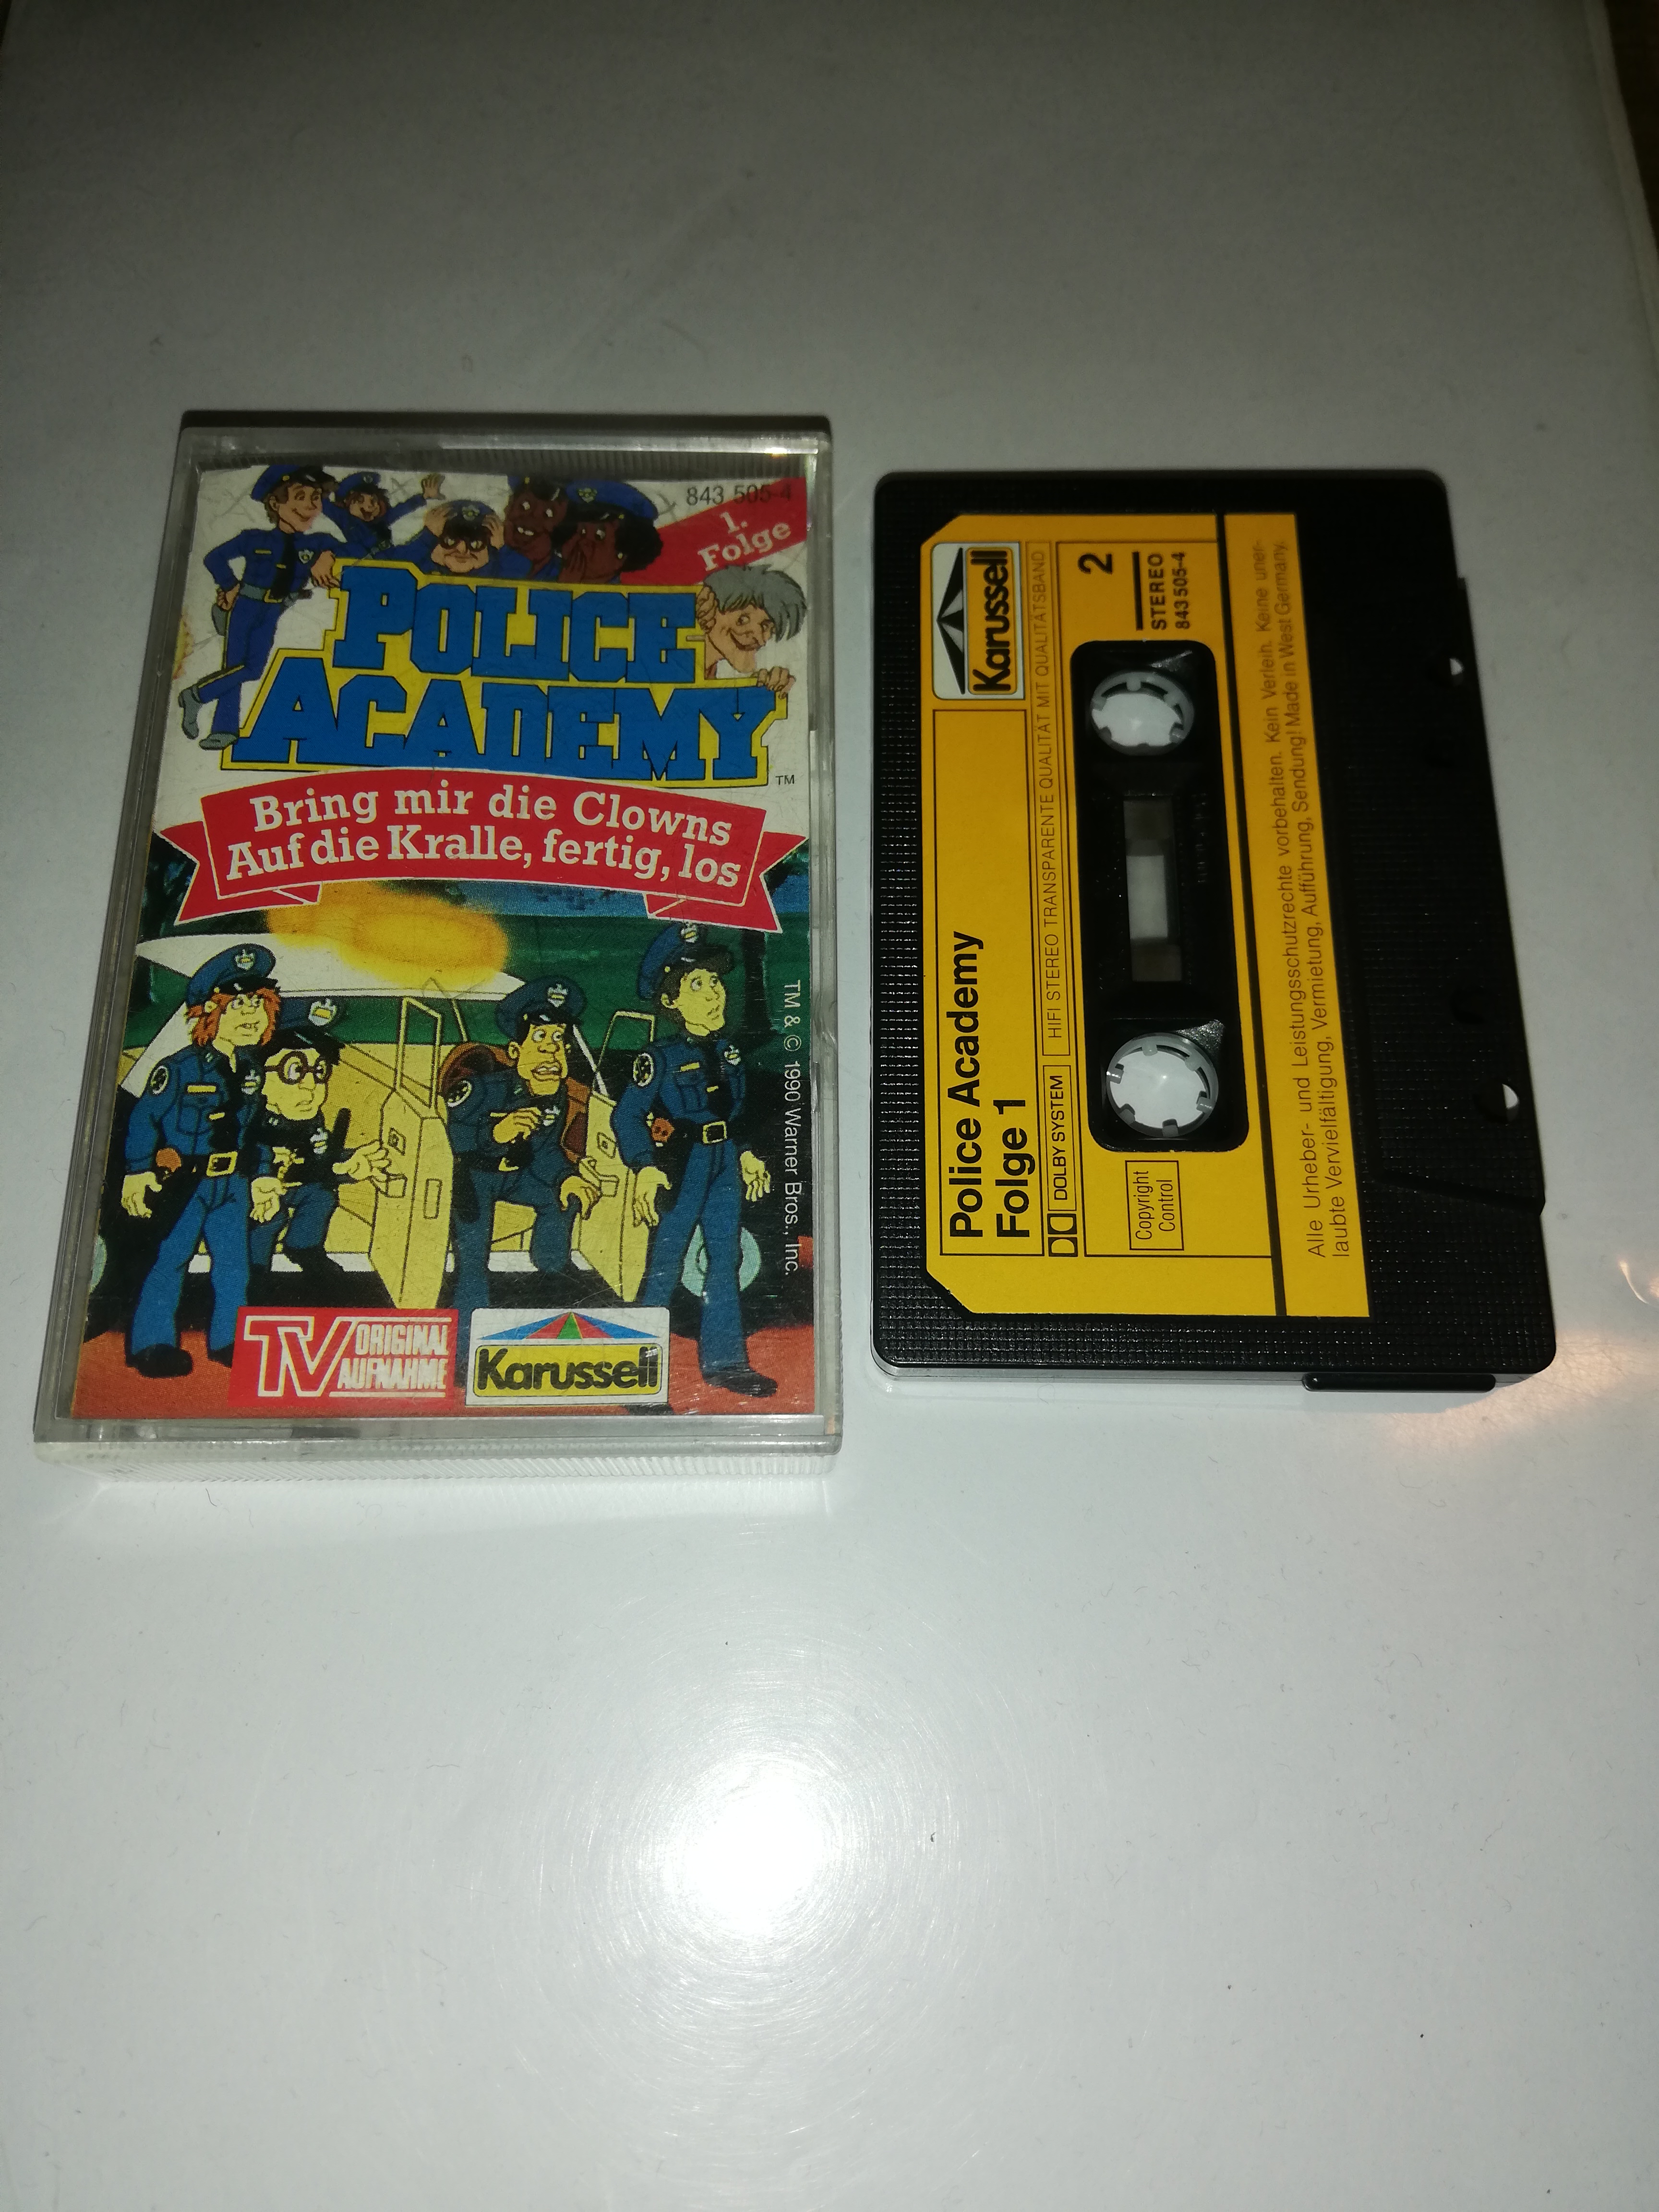 843 505-4
1.
Folge
POLICE
ACADEMY
TM
Bring mir die Clowns
Auf die Kralle, fertig, los
TM & © 1990 Warner Bros., Inc.
TV ORIGINAL
AUFNAHME
Karussell
Police Academy
Folge 1
Karussell
DOLBY SYSTEM
HIFI STEREO TRANSPARENTE QUALITÄT MIT QUALITÄTSBAND
Copyright
Control
2
STEREO
843 505-4
Alle Urheber- und Leistungsschutzrechte vorbehalten. Kein Verleih. Keine uner-
laubte Vervielfältigung, Vermietung, Aufführung, Sendung! Made in West Germany.